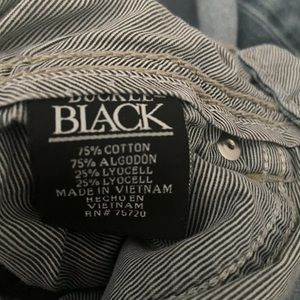 BUCKLE
BLACK
75% COTTON
75% ALGODON
25% LYOCELL
25% LYOCELL
MADE IN VIETNAM
HECHO EN
VIETNAM
RN# 75720